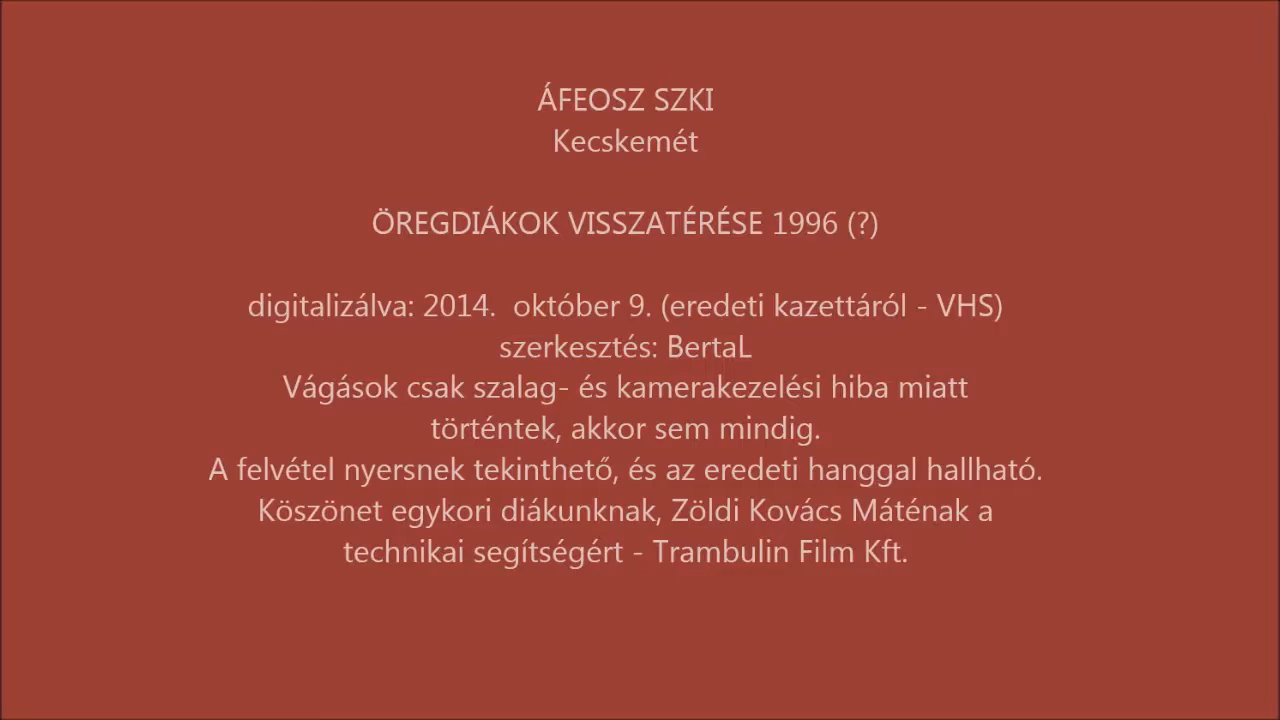 ÁFEOSZ SZKI
Kecskemét
ÖREGDIÁKOK VISSZATÉRÉSE 1996 (?)
digitalizálva: 2014.  október 9. (eredeti kazettáról - VHS)
szerkesztés: BertaL
Vágások csak szalag- és kamerakezelési hiba miatt
történtek, akkor sem mindig.
A felvétel nyersnek tekinthető, és az eredeti hanggal hallható.
Köszönet egykori diákunknak, Zöldi Kovács Máténak a
technikai segítségért - Trambulin Film Kft.